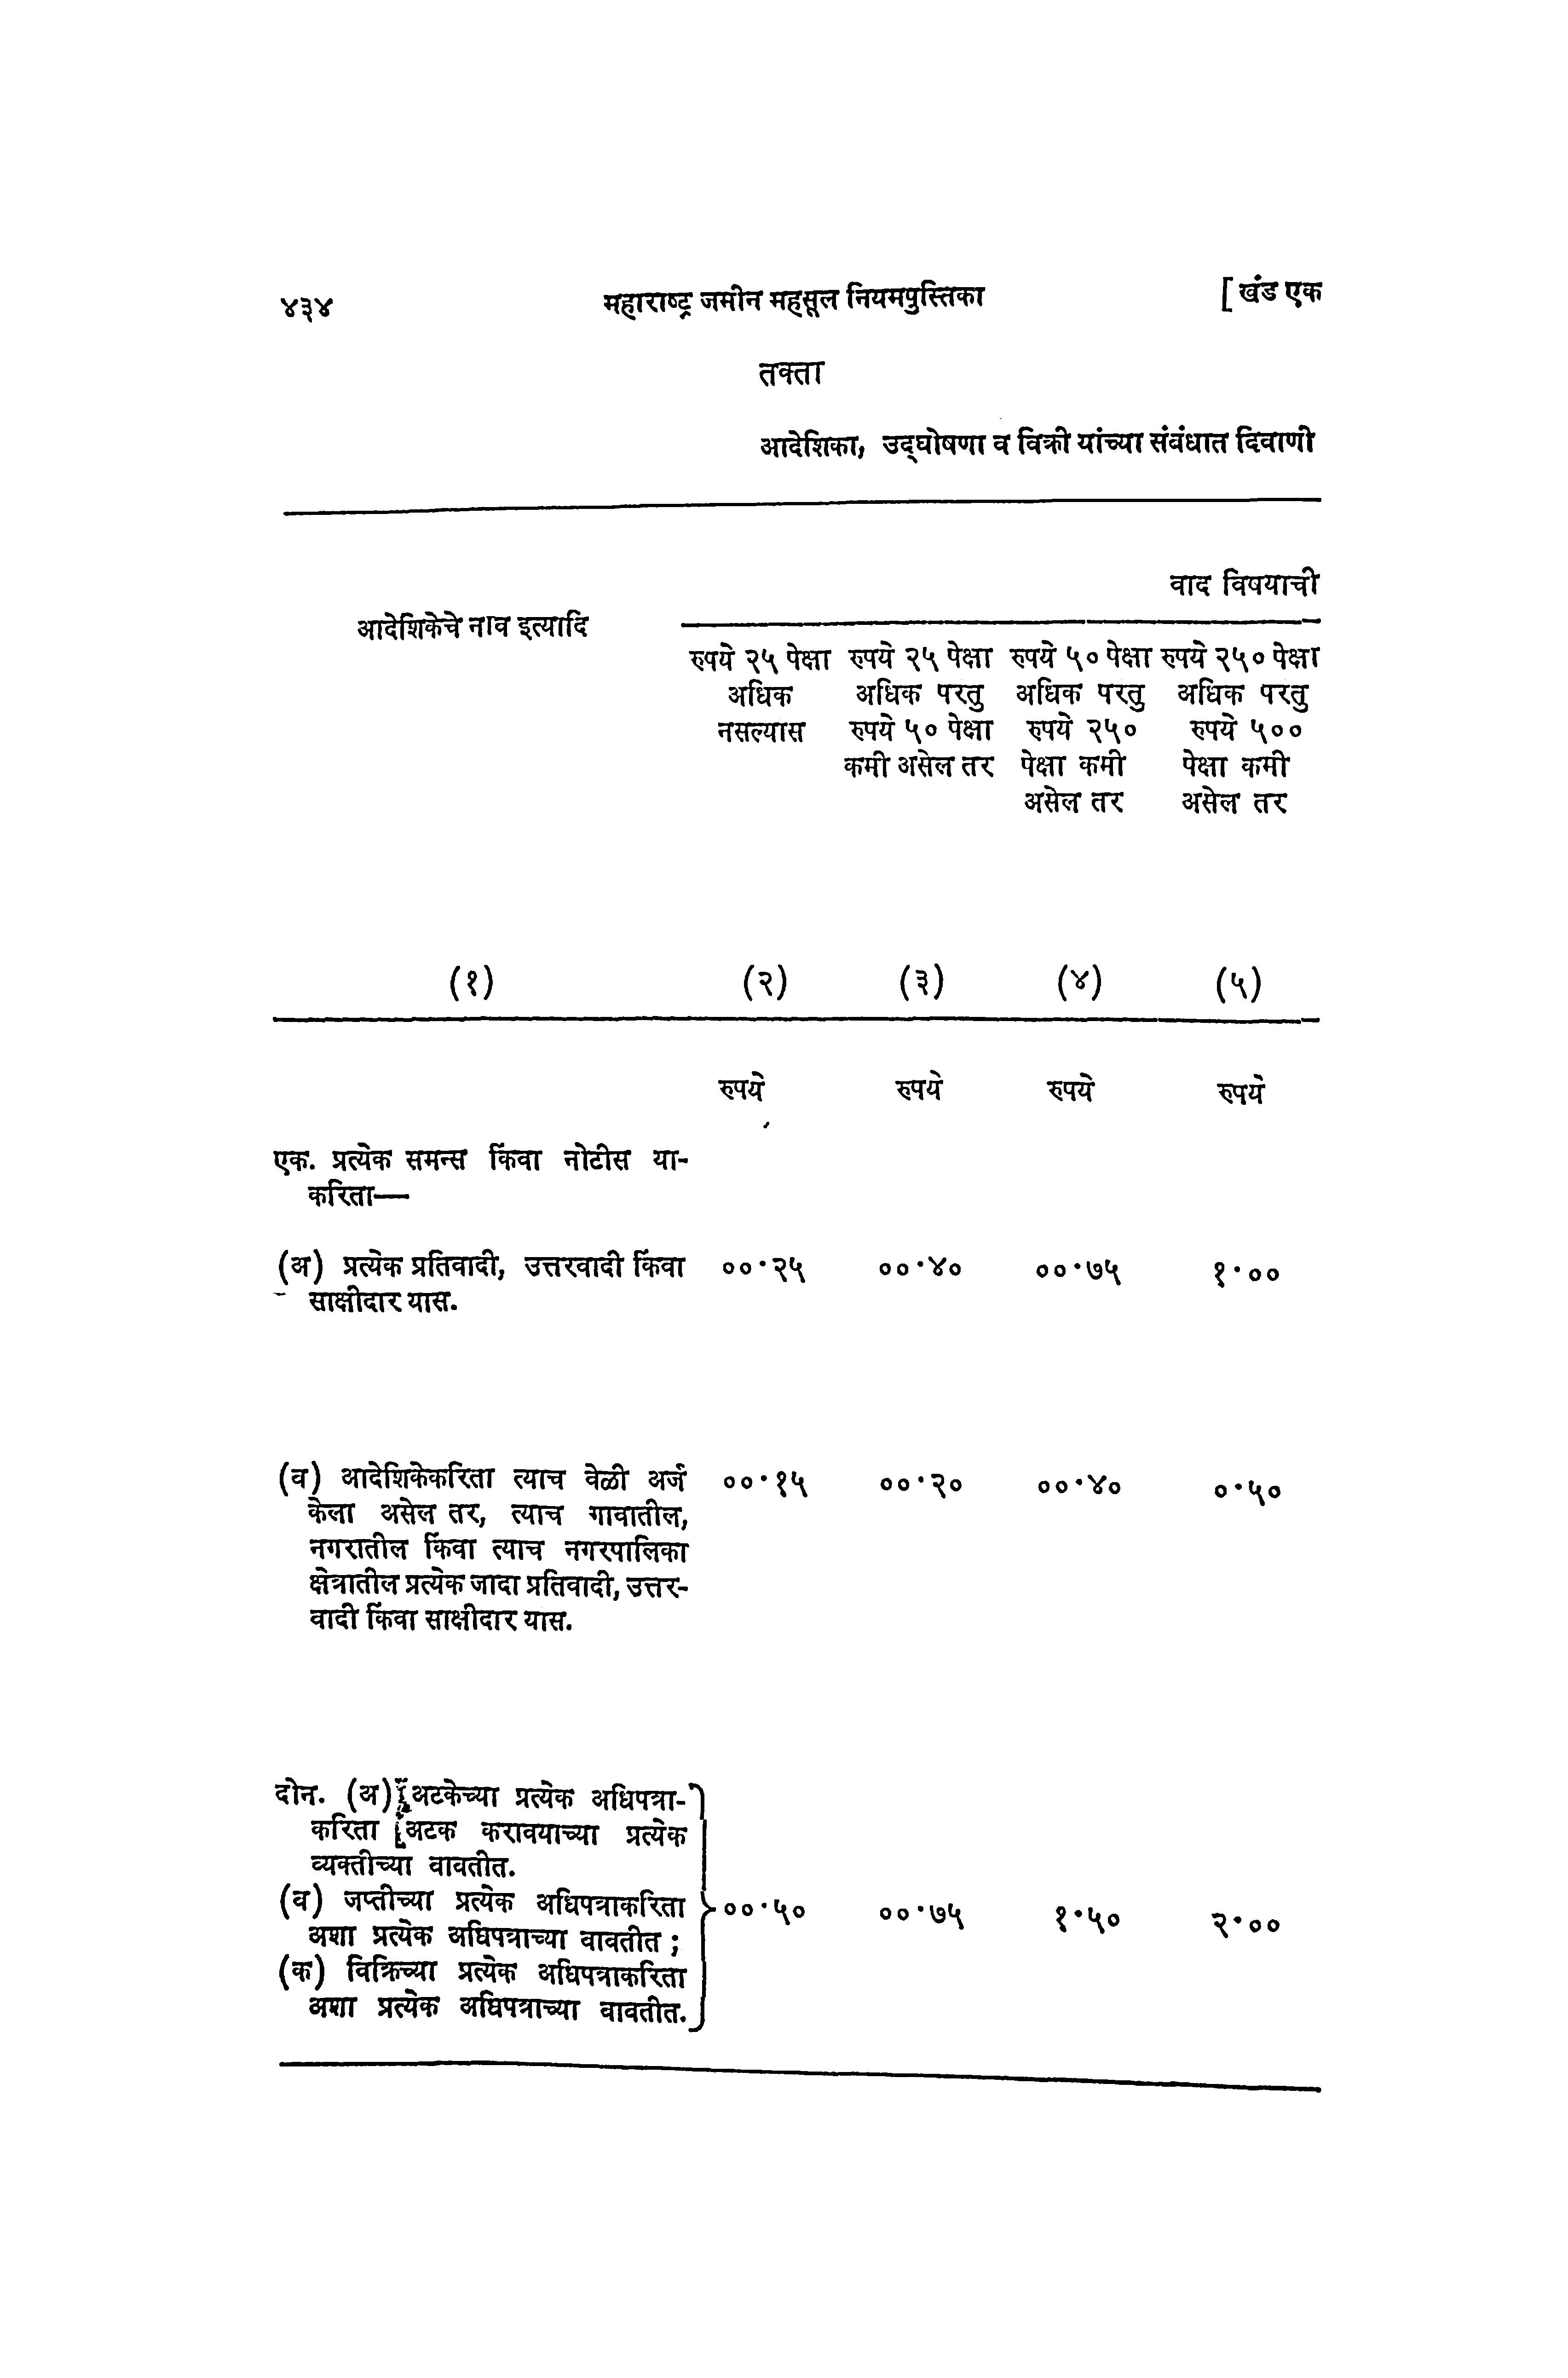 ४३४ महाराष्ट्र जमीन महसूल नियमपुस्तिका [ खंड एक
तक्ता
आदेशिका, उद्‌घोषणा व विक्री यांच्या संबंधात दिवाणी
वाद विषयाची
आदेशिकेचे नाव इत्यादि
रुपये २५ पेक्षा रुपये २५ पेक्षा रुपये ५० पेक्षा रुपये २५० पेक्षा
अधिक अधिक परतु अधिक परतु अधिक परतु
नसल्यास रुपये ५० पेक्षा रुपये २५० रुपये ५००
कमी असेल तर पेक्षा कमी पेक्षा कमी
असेल तर असेल तर
(१) (२) (३) (४) (५)
रुपये रुपये रुपये रुपये
एक. प्रत्येक समन्स किंवा नोटीस या-
करिता—
(अ) प्रत्येक प्रतिवादी, उत्तरवादी किंवा ००·२५ ००·४० ००·७५ १·००
साक्षीदार यास.
(व) आदेशिकेकरिता त्याच वेळी अर्ज ००·१५ ००·२० ००·४० ०·५०
केला असेल तर, त्याच गावातील,
नगरातील किंवा त्याच नगरपालिका
क्षेत्रातील प्रत्येक जादा प्रतिवादी, उत्तर-
वादी किंवा साक्षीदार यास.
दोन. (अ) अटकेच्या प्रत्येक अधिपत्रा-
करिता अटक करावयाच्या प्रत्येक
व्यक्तीच्या वावतीत.
(व) जप्तीच्या प्रत्येक अधिपत्राकरिता ००·५० ००·७५ १·५० २·००
अशा प्रत्येक अधिपत्राच्या वावतीत ;
(क) विक्रिच्या प्रत्येक अधिपत्राकरिता
अशा प्रत्येक अधिपत्राच्या वावतीत.